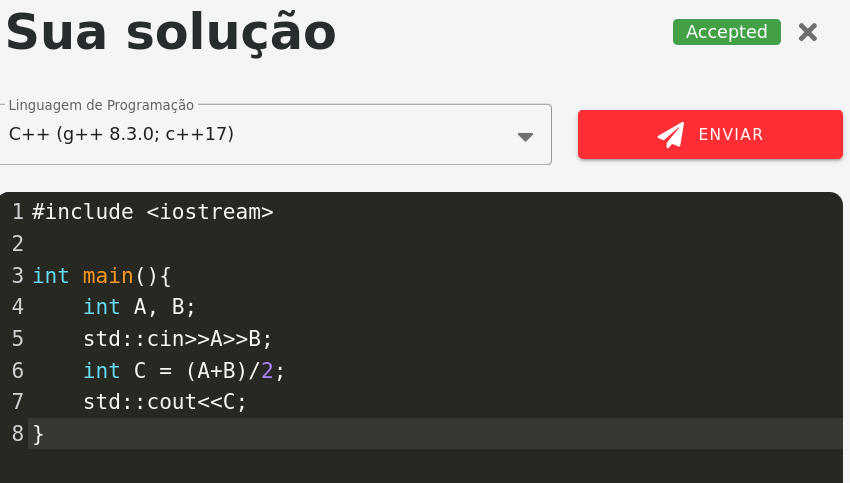 Sua solução
Accepted
Linguagem de Programação
C++ (g++ 8.3.0; c++17)
ENVIAR
1 #include <iostream>
2
3 int main(){
4     int A, B;
5     std::cin>>A>>B;
6     int C = (A+B)/2;
7     std::cout<<C;
8 }